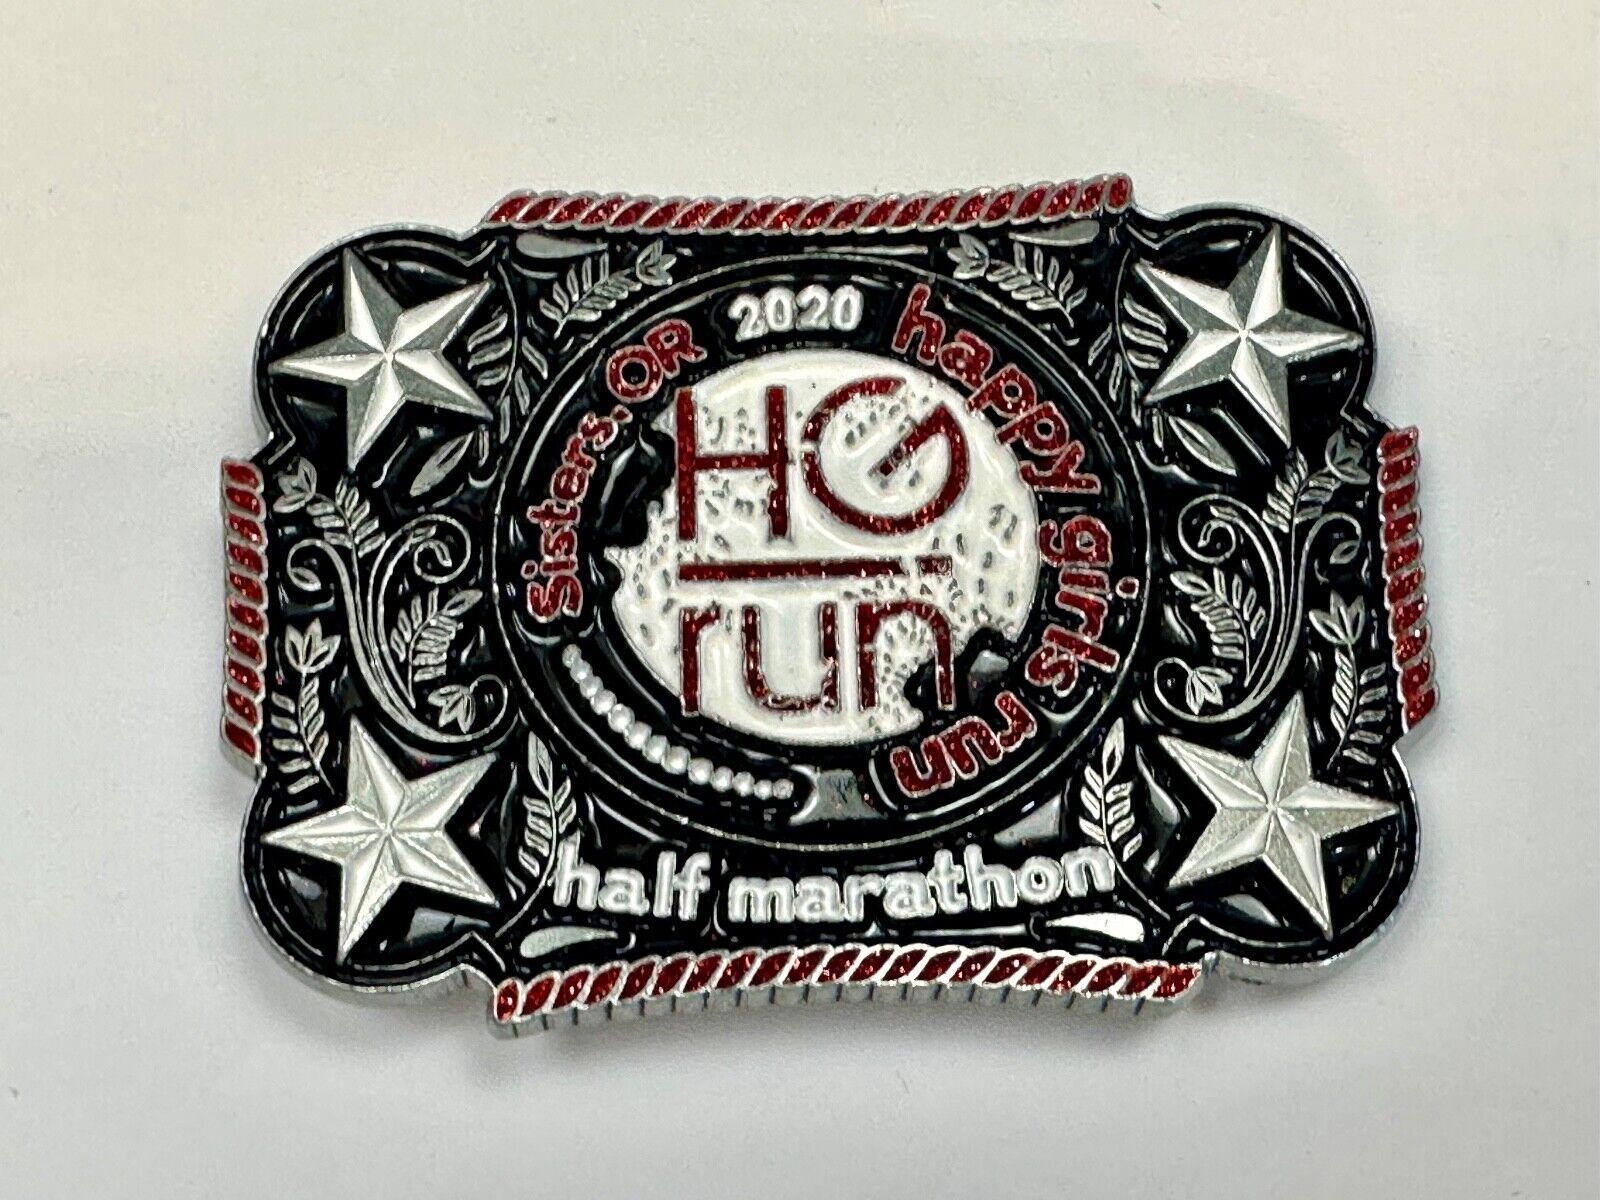 Sisters, OR
2020
happy girls run
HG
run
half marathon